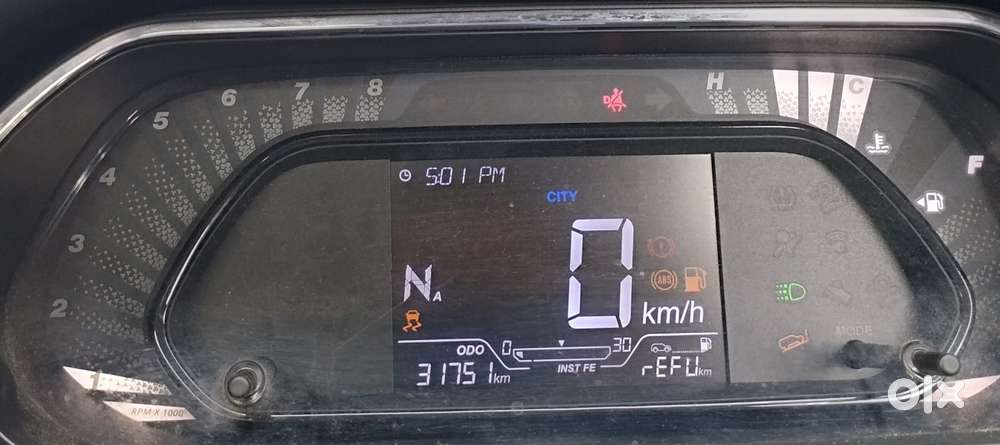 8
7
6
5
4
3
2
1
RPM X 1000
H
C
F
D
5:01 PM
CITY
N A
0
km/h
ABS
ODO
31751 km
0
30
INST FE
rEFU km
MODE
olx